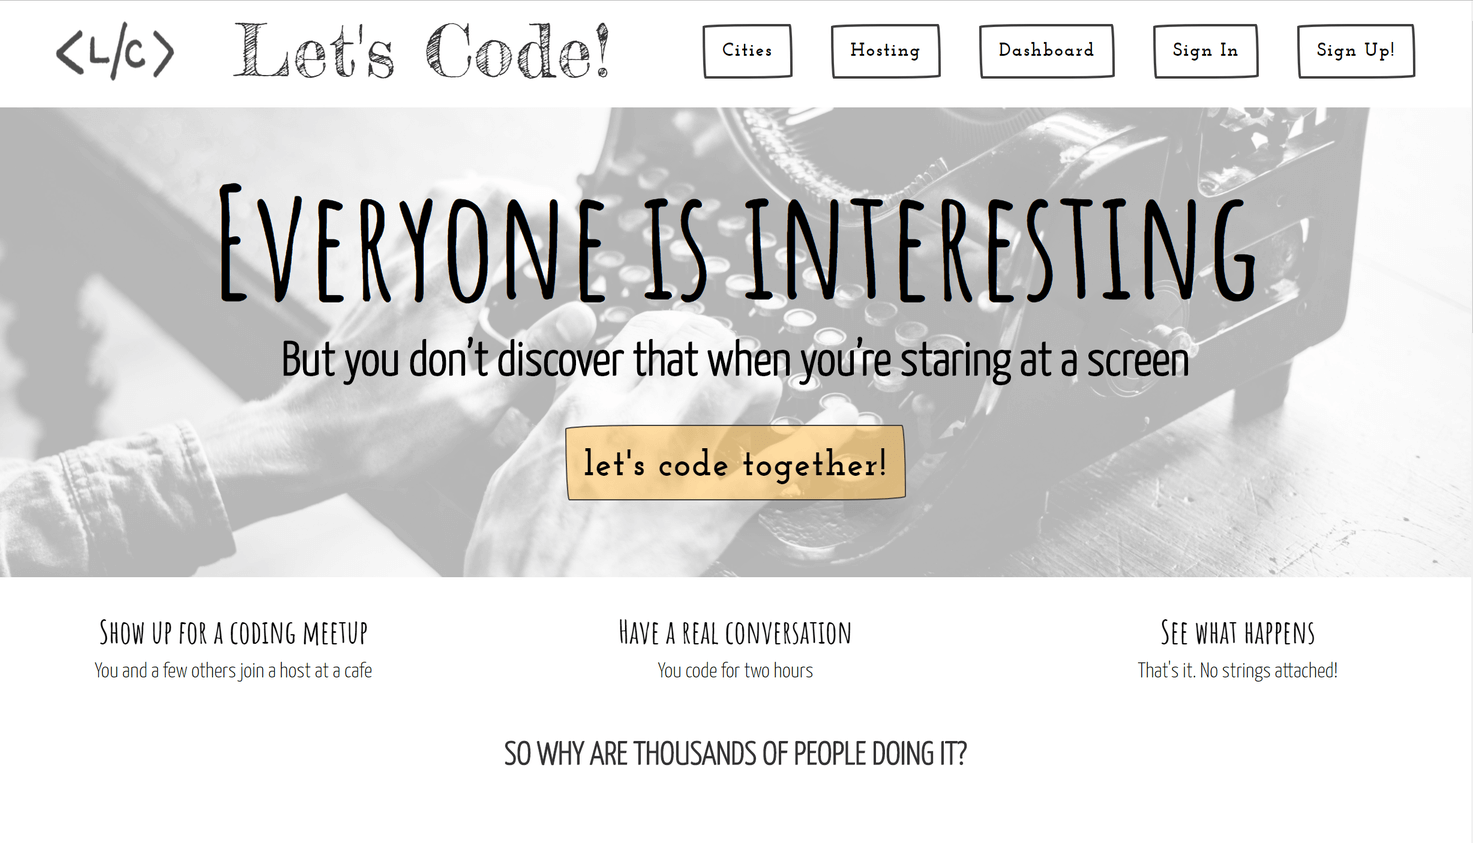 <L/C>
Let's Code!
Cities
Hosting
Dashboard
Sign In
Sign Up!
EVERYONE IS INTERESTING
But you don’t discover that when you’re staring at a screen
let's code together!
SHOW UP FOR A CODING MEETUP
You and a few others join a host at a cafe
HAVE A REAL CONVERSATION
You code for two hours
SEE WHAT HAPPENS
That's it. No strings attached!
SO WHY ARE THOUSANDS OF PEOPLE DOING IT?